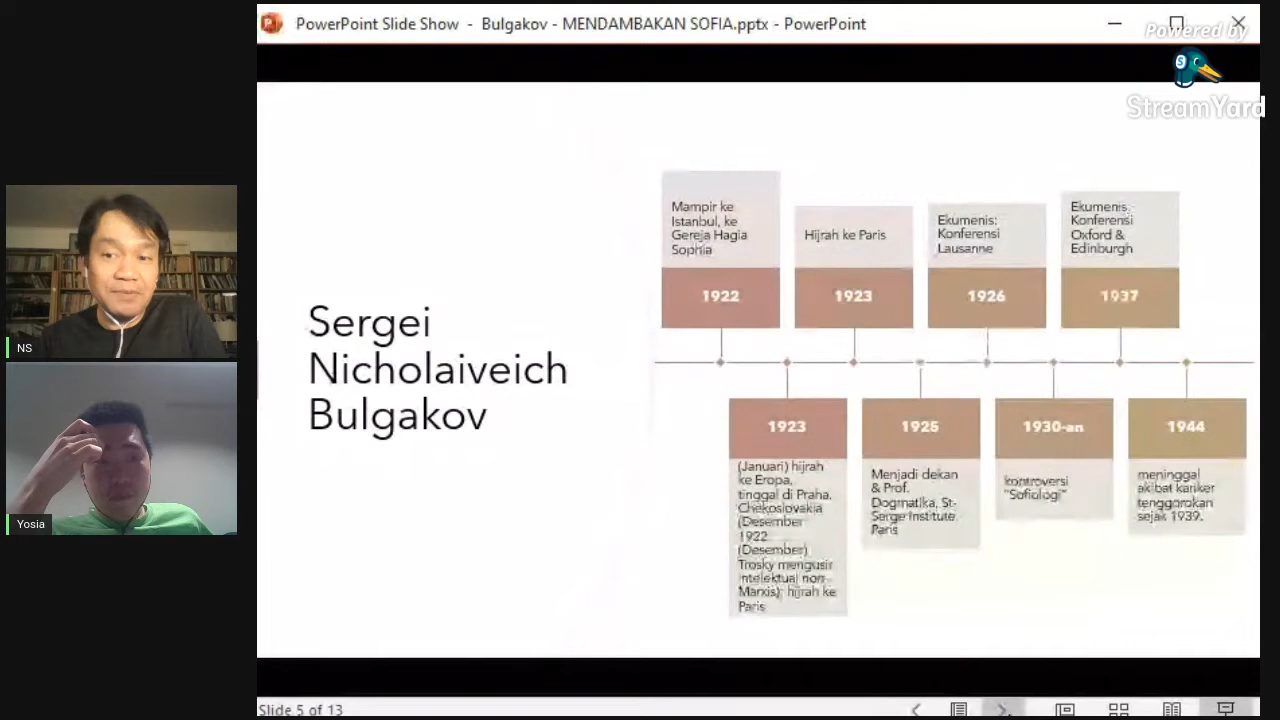 PowerPoint Slide Show - Bulgakov - MENDAMBAKAN SOFIA.pptx - PowerPoint
Powered by
StreamYard
NS
Yosia
Sergei
Nicholaiveich
Bulgakov
Mampir ke
Istanbul, ke
Gereja Hagia
Sophia
1922
Hijrah ke Paris
1923
Ekumenis:
Konferensi
Lausanne
1926
Ekumenis:
Konferensi
Oxford &
Edinburgh
1937
1923
(Januari) hijrah
ke Eropa,
tinggal di Praha,
Chekoslovakia
(Desember
1922
(Desember)
Trosky mengusir
intelektual non-
Marxis); hijrah ke
Paris
1925
Menjadi dekan
& Prof.
Dogmatika, St-
Serge Institute
Paris
1930-an
kontroversi
"Sofiologi"
1944
meninggal
akibat kanker
tenggorokan
sejak 1939.
Slide 5 of 13